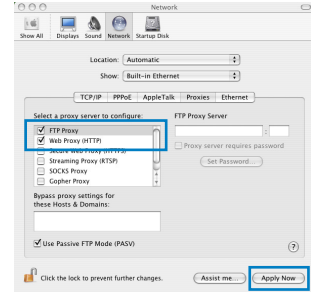 Network
Show All Displays Sound Network Startup Disk
Location: Automatic
Show: Built-in Ethernet
TCP/IP PPPoE AppleTalk Proxies Ethernet
Select a proxy server to configure:
FTP Proxy
Web Proxy (HTTP)
Secure Web Proxy (HTTPS)
Streaming Proxy (RTSP)
SOCKS Proxy
Gopher Proxy
FTP Proxy Server
:
Proxy server requires password
Set Password...
Bypass proxy settings for
these Hosts & Domains:
Use Passive FTP Mode (PASV)
?
Click the lock to prevent further changes.
Assist me...
Apply Now